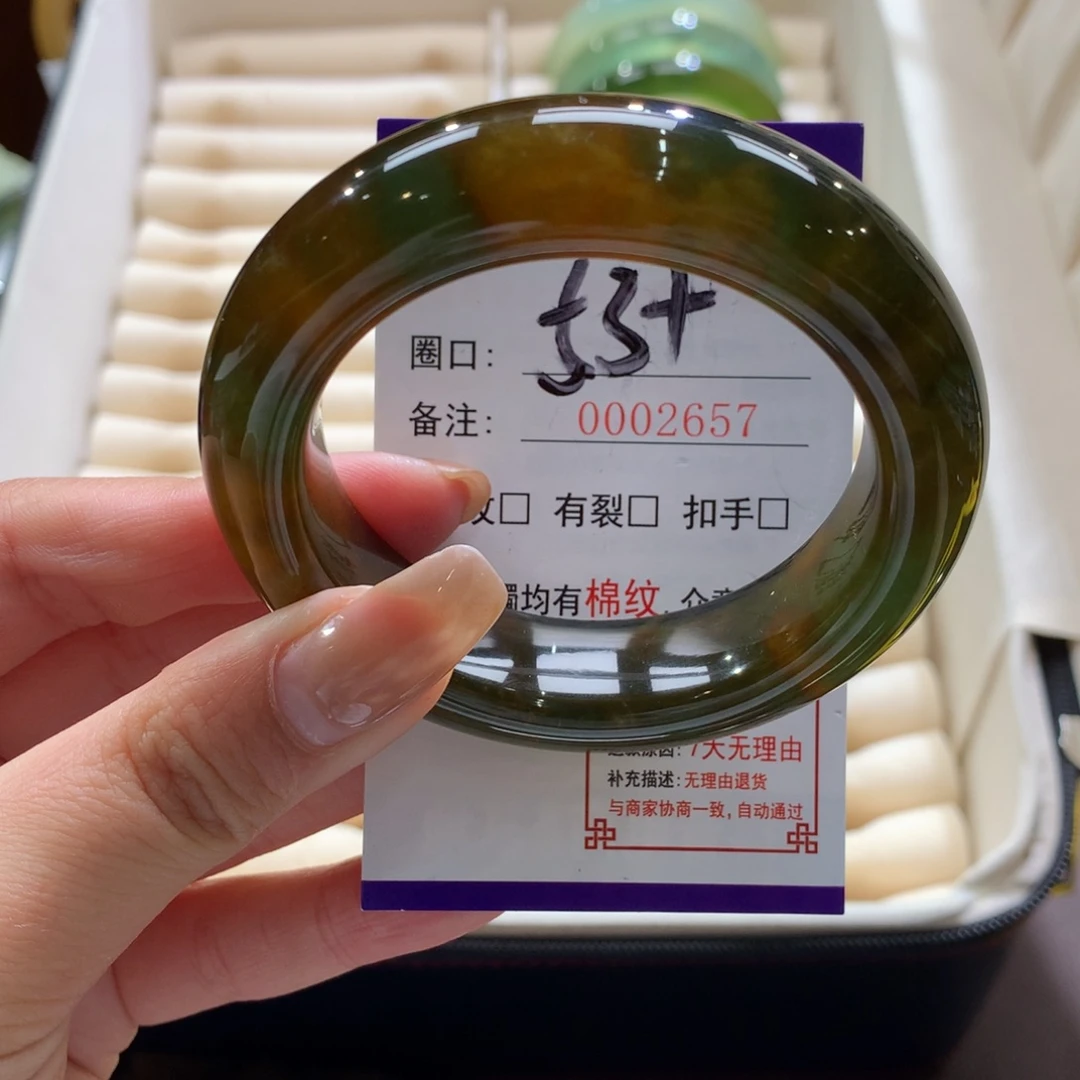 圈口: 53+
备注: 0002657
纹□ 有裂□ 扣手□
镯均有棉纹
7天无理由
补充描述:无理由退货
与商家协商一致,自动通过